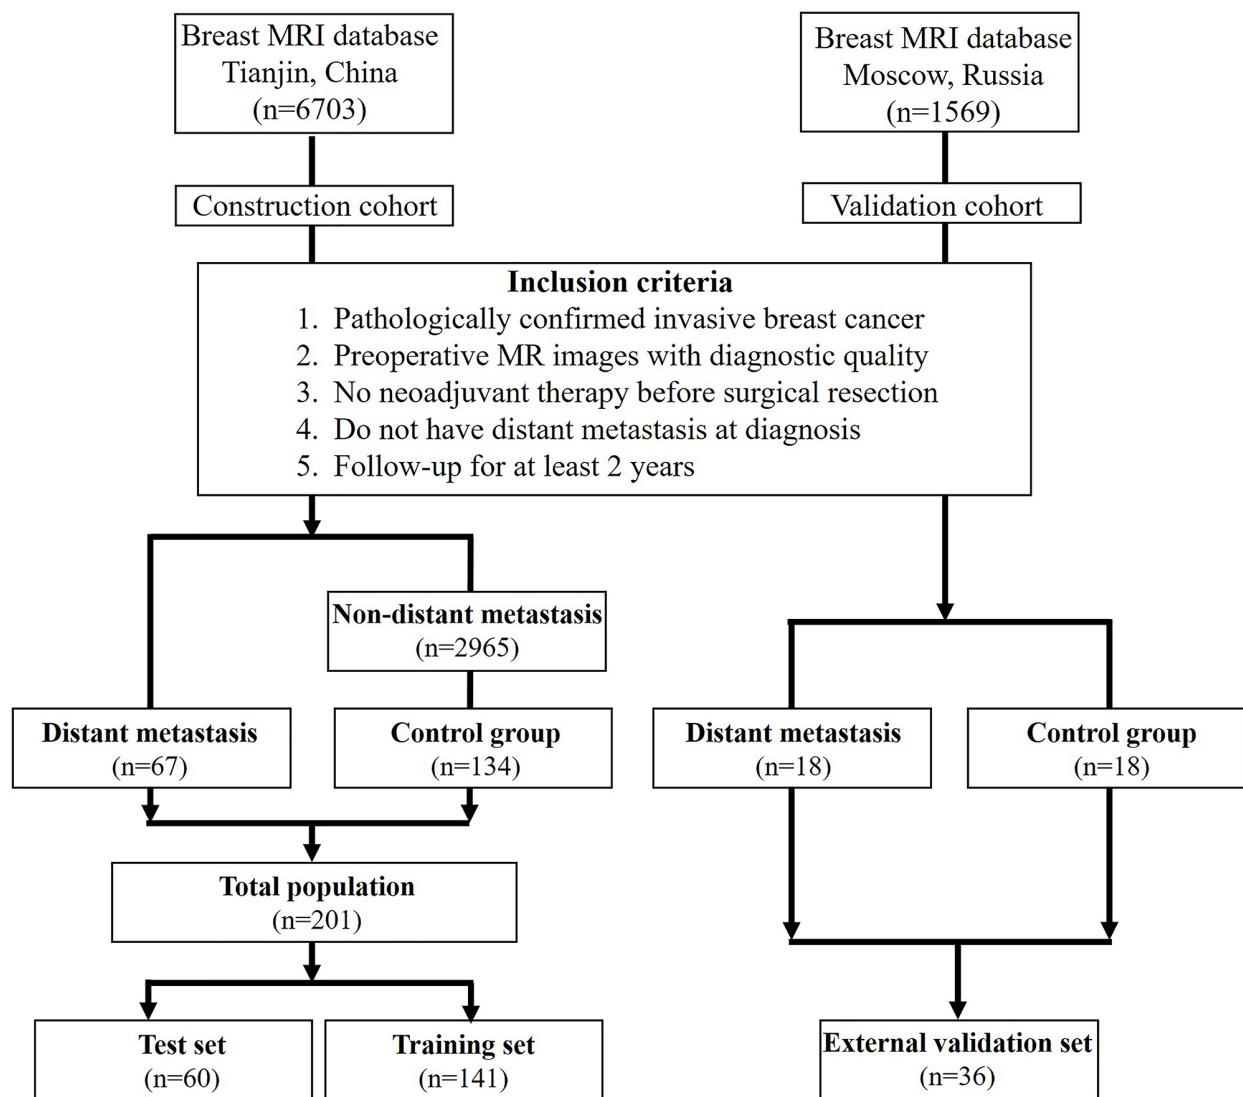 Breast MRI database
Tianjin, China
(n=6703)
Breast MRI database
Moscow, Russia
(n=1569)
Construction cohort
Validation cohort
Inclusion criteria
1. Pathologically confirmed invasive breast cancer
2. Preoperative MR images with diagnostic quality
3. No neoadjuvant therapy before surgical resection
4. Do not have distant metastasis at diagnosis
5. Follow-up for at least 2 years
Non-distant metastasis
(n=2965)
Distant metastasis
(n=67)
Control group
(n=134)
Distant metastasis
(n=18)
Control group
(n=18)
Total population
(n=201)
Test set
(n=60)
Training set
(n=141)
External validation set
(n=36)